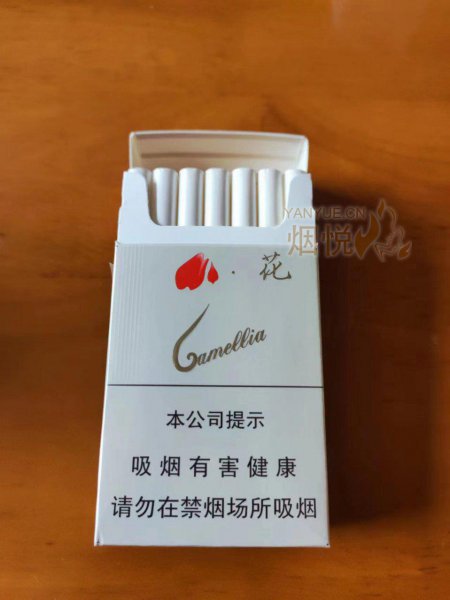 YANYUE.CN
烟悦
·花
Camellia
本公司提示
吸烟有害健康
请勿在禁烟场所吸烟